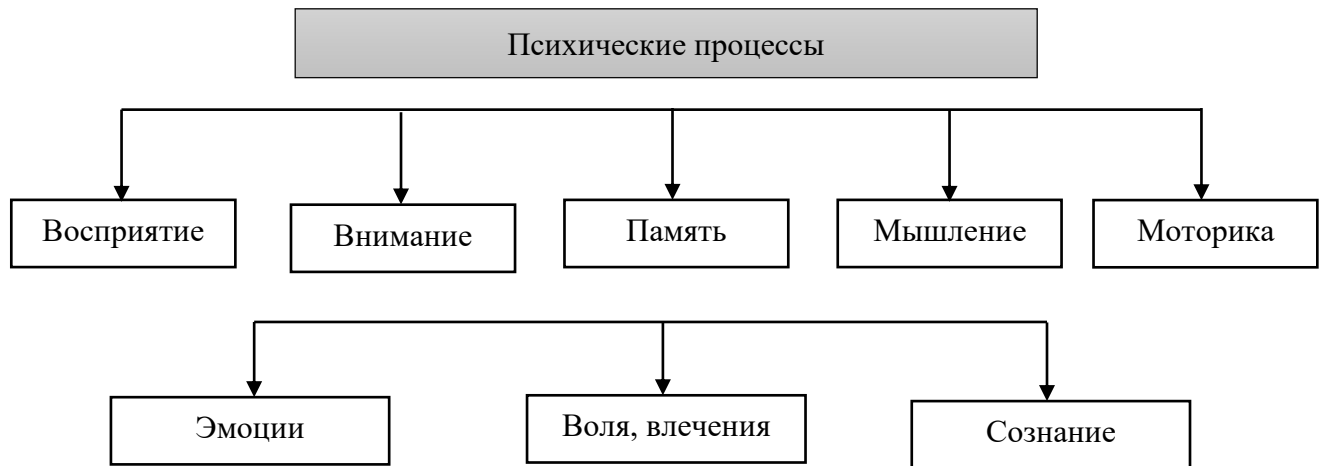 Психические процессы
Восприятие
Внимание
Память
Мышление
Моторика
Эмоции
Воля, влечения
Сознание